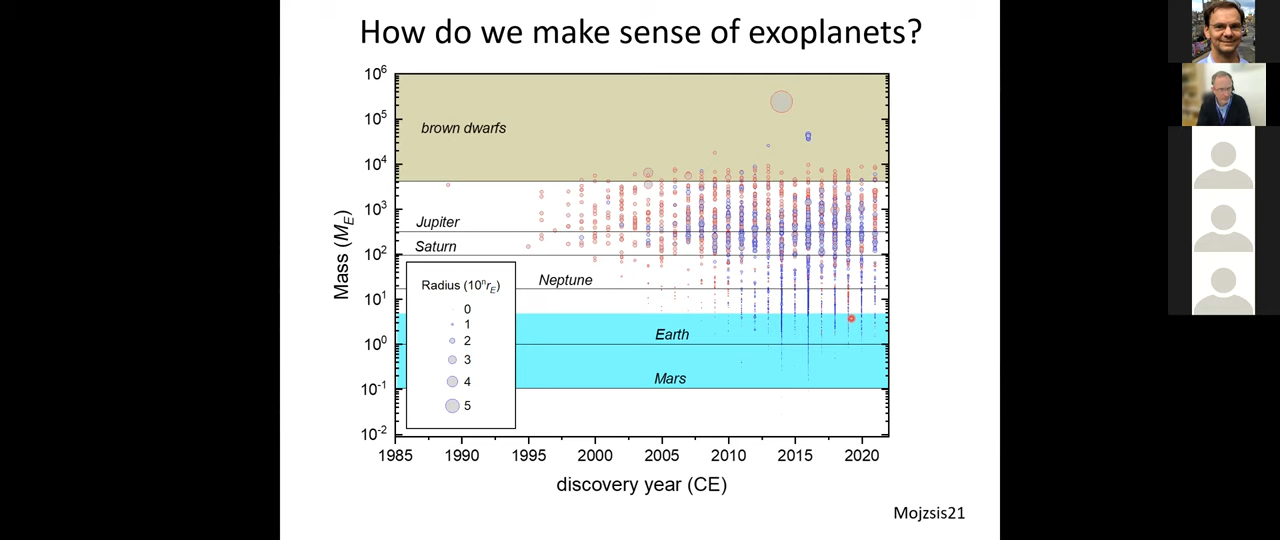 How do we make sense of exoplanets?
10^6
10^5
10^4
10^3
10^2
10^1
10^0
10^-1
10^-2
Mass (M_E)
brown dwarfs
Jupiter
Saturn
Neptune
Earth
Mars
Radius (10^n r_E)
0
1
2
3
4
5
1985 1990 1995 2000 2005 2010 2015 2020
discovery year (CE)
Mojzsis21